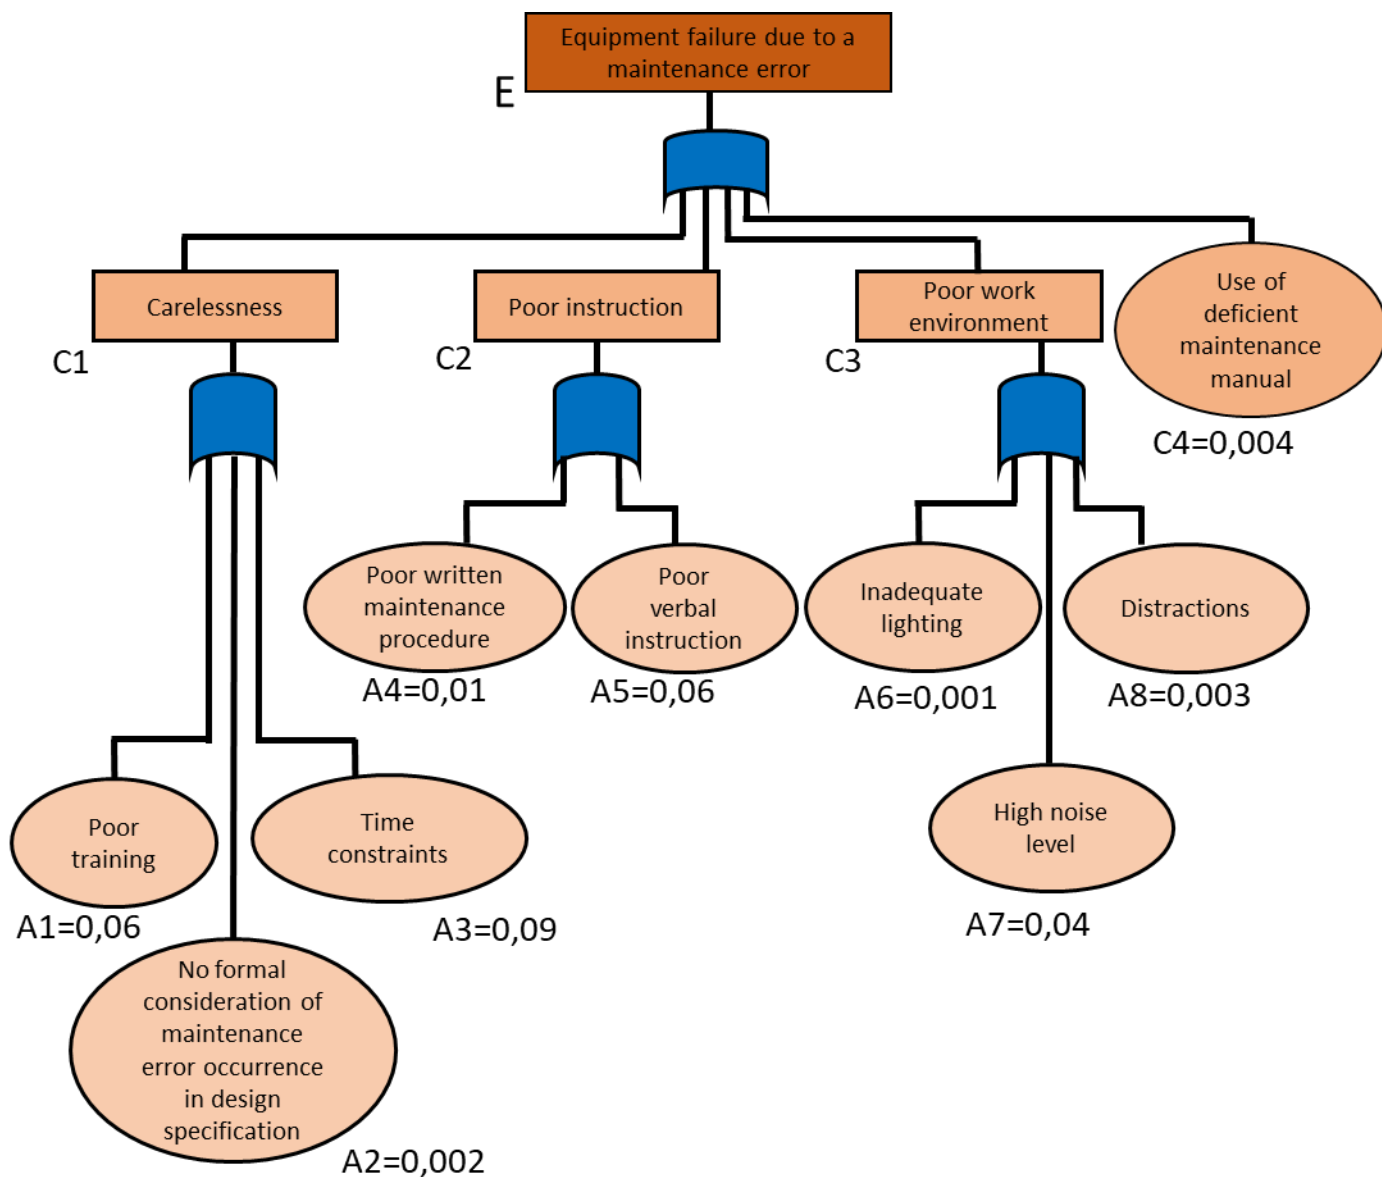 Equipment failure due to a
maintenance error
E
Carelessness
C1
Poor instruction
C2
Poor work
environment
C3
Use of
deficient
maintenance
manual
C4=0,004
Poor written
maintenance
procedure
A4=0,01
Poor
verbal
instruction
A5=0,06
Inadequate
lighting
A6=0,001
Distractions
A8=0,003
Poor
training
A1=0,06
Time
constraints
A3=0,09
High noise
level
A7=0,04
No formal
consideration of
maintenance
error occurrence
in design
specification
A2=0,002